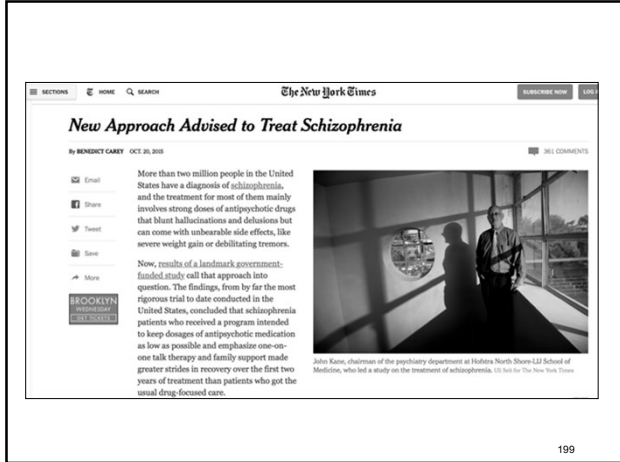 SECTIONS HOME SEARCH The New York Times SUBSCRIBE NOW LOG
New Approach Advised to Treat Schizophrenia
By BENEDICT CAREY OCT. 20, 2015 361 COMMENTS
Email
Share
Tweet
Save
More
BROOKLYN
WEDNESDAY
GET TICKETS
More than two million people in the United
States have a diagnosis of schizophrenia,
and the treatment for most of them mainly
involves strong doses of antipsychotic drugs
that blunt hallucinations and delusions but
can come with unbearable side effects, like
severe weight gain or debilitating tremors.
Now, results of a landmark government-
funded study call that approach into
question. The findings, from by far the most
rigorous trial to date conducted in the
United States, concluded that schizophrenia
patients who received a program intended
to keep dosages of antipsychotic medication
as low as possible and emphasize one-on-
one talk therapy and family support made
greater strides in recovery over the first two
years of treatment than patients who got the
usual drug-focused care.
John Kane, chairman of the psychiatry department at Hofstra North Shore-LIJ School of
Medicine, who led a study on the treatment of schizophrenia. Uli Seit for The New York Times
199